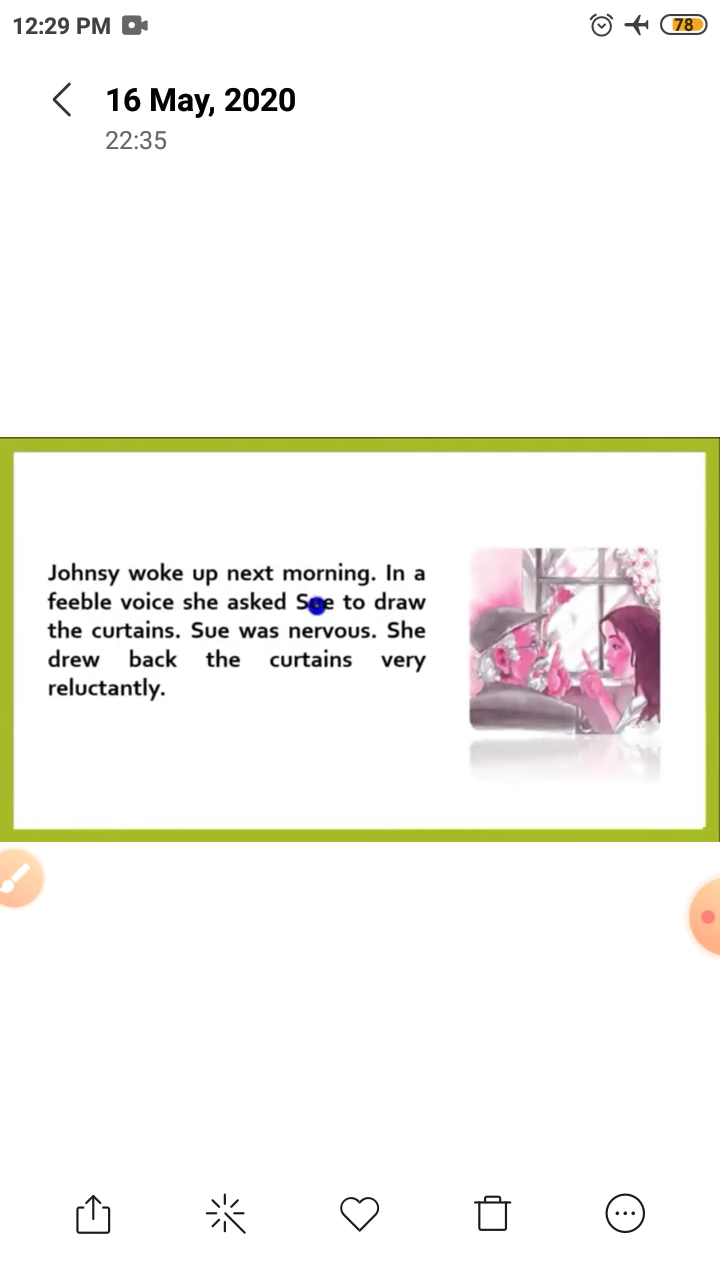 12:29 PM
78
16 May, 2020
22:35
Johnsy woke up next morning. In a
feeble voice she asked Sue to draw
the curtains. Sue was nervous. She
drew back the curtains very
reluctantly.